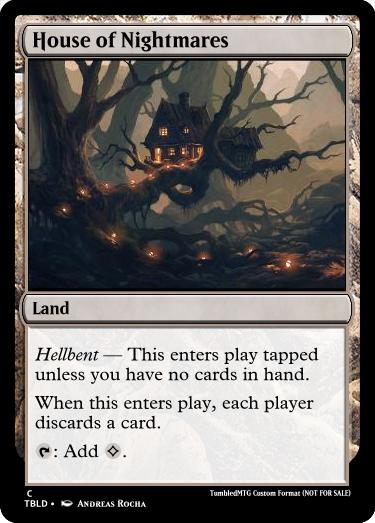 House of Nightmares
Land
Hellbent — This enters play tapped
unless you have no cards in hand.
When this enters play, each player
discards a card.
: Add .
C
TBLD • Andreas Rocha
TumbledMTG Custom Format (NOT FOR SALE)